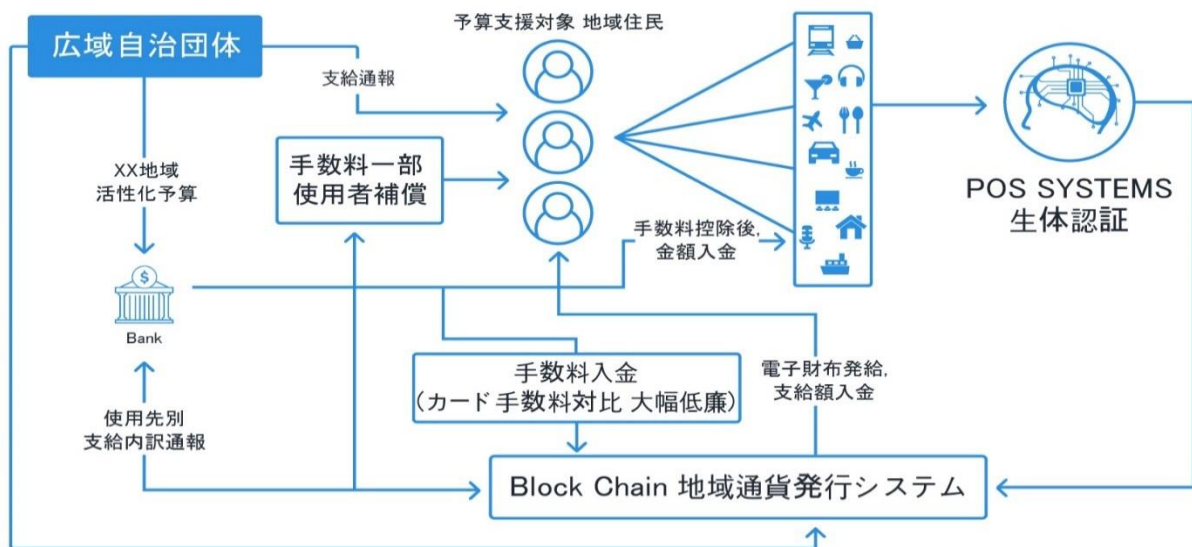 広域自治団体
予算支援対象 地域住民
支給通報
XX地域
活性化予算
手数料一部
使用者補償
手数料控除後,
金額入金
POS SYSTEMS
生体認証
$
Bank
使用先別
支給内訳通報
手数料入金
(カード 手数料対比 大幅低廉)
電子財布発給,
支給額入金
Block Chain 地域通貨発行システム